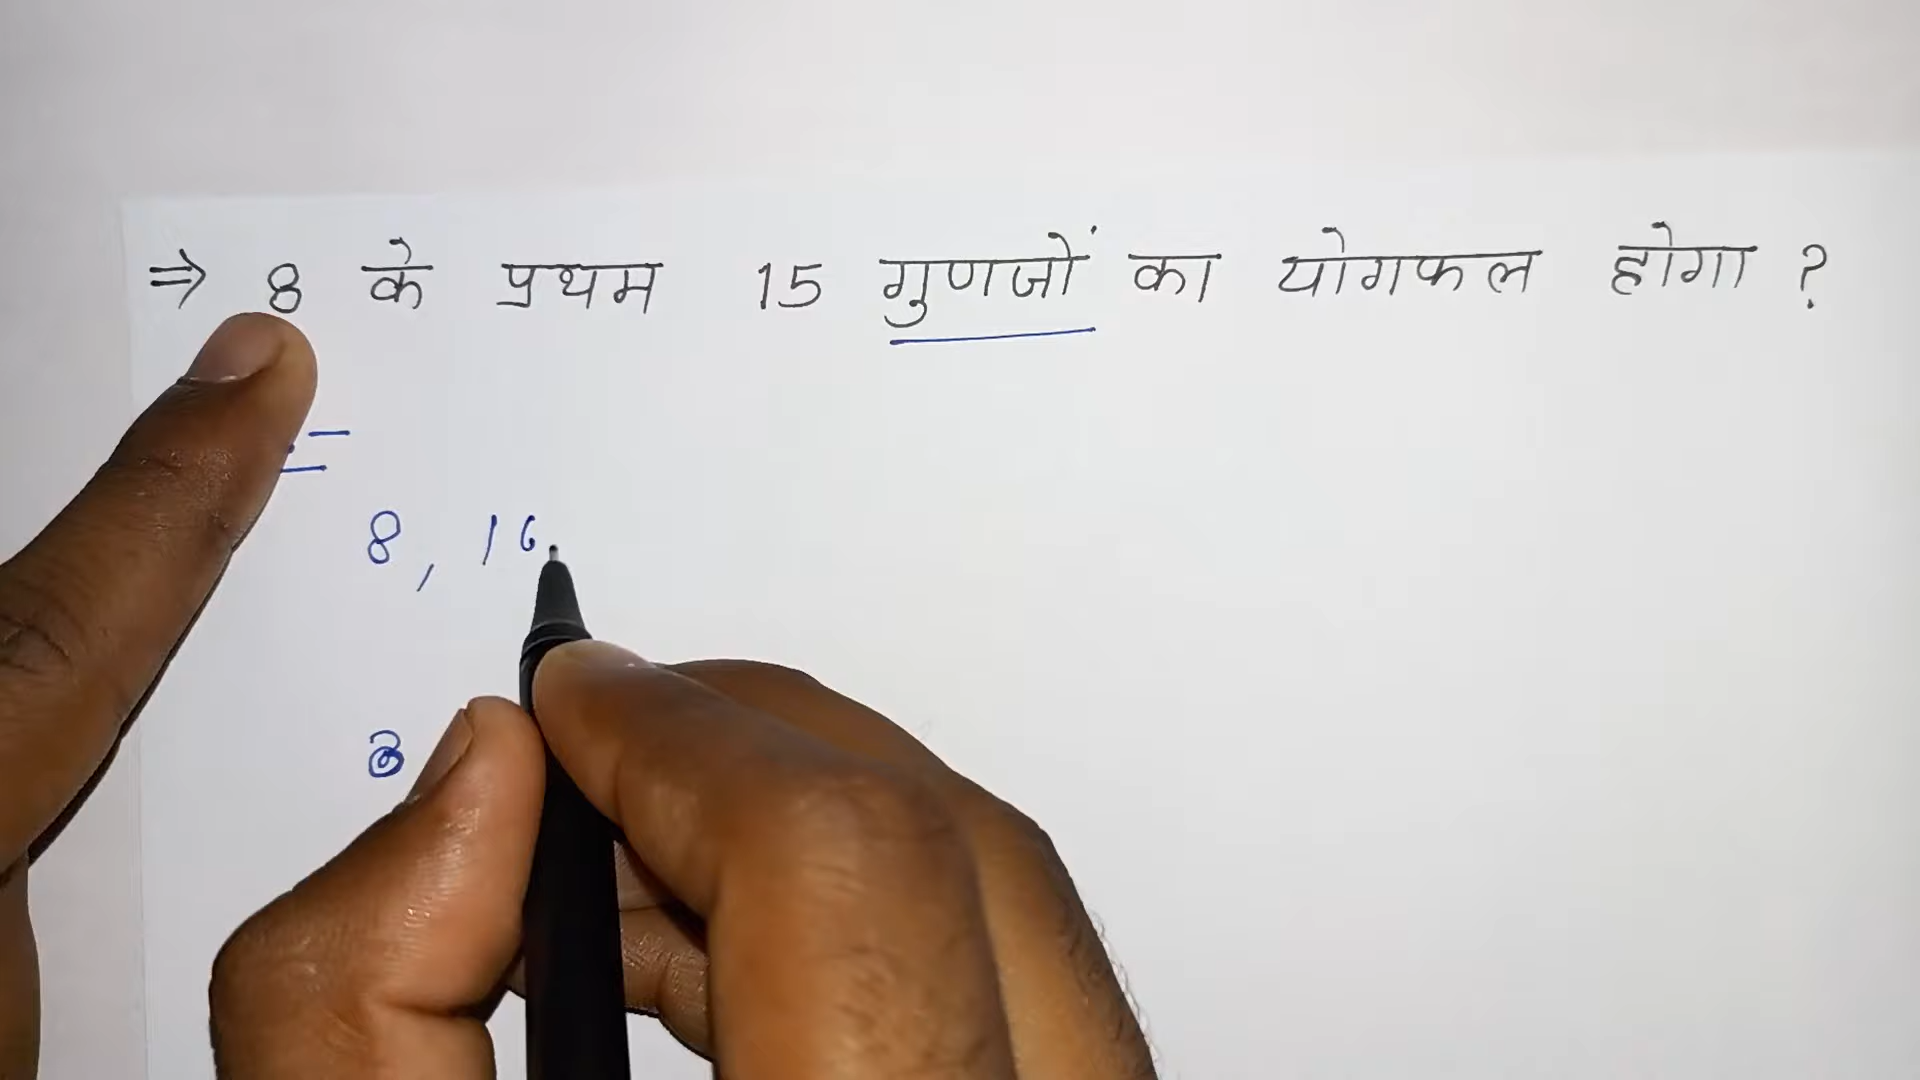 ⇒ 8 के प्रथम 15 गुणजों का योगफल होगा ?
8, 16